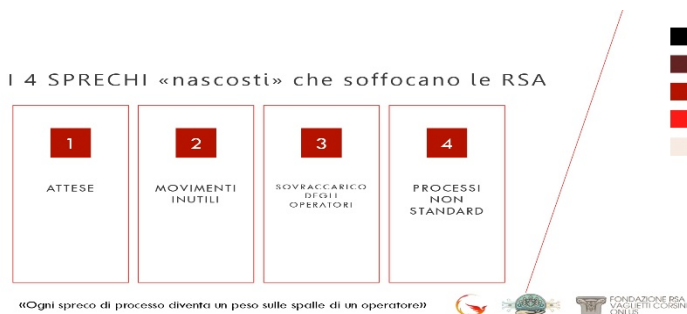 I 4 SPRECHI «nascosti» che soffocano le RSA
1
ATTESE
2
MOVIMENTI
INUTILI
3
SOVRACCARICO
DEGLI
OPERATORI
4
PROCESSI
NON
STANDARD
«Ogni spreco di processo diventa un peso sulle spalle di un operatore»
FONDAZIONE RSA
VAGLIETTI CORSINI
ONLUS